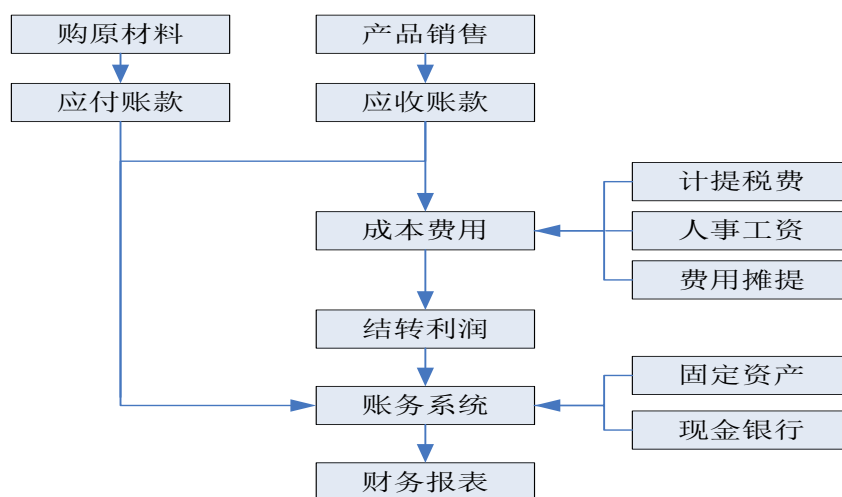 购原材料
产品销售
应付账款
应收账款
计提税费
成本费用
人事工资
费用摊提
结转利润
固定资产
账务系统
现金银行
财务报表